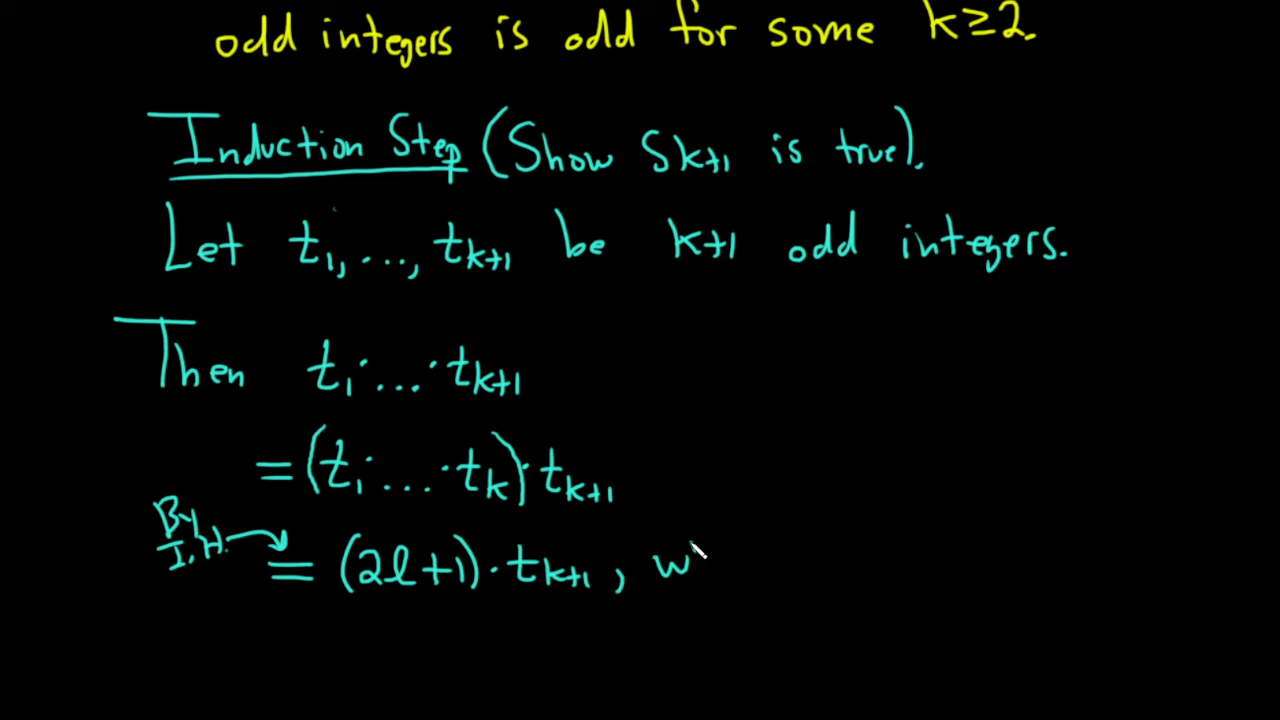 odd integers is odd for some k≥2.
Induction Step (Show Sk+1 is true).
Let t₁, ..., tₖ₊₁ be k+1 odd integers.
Then t₁·...·tₖ₊₁
= (t₁·...·tₖ)·tₖ₊₁
By
I.H.
= (2l+1)·tₖ₊₁, w